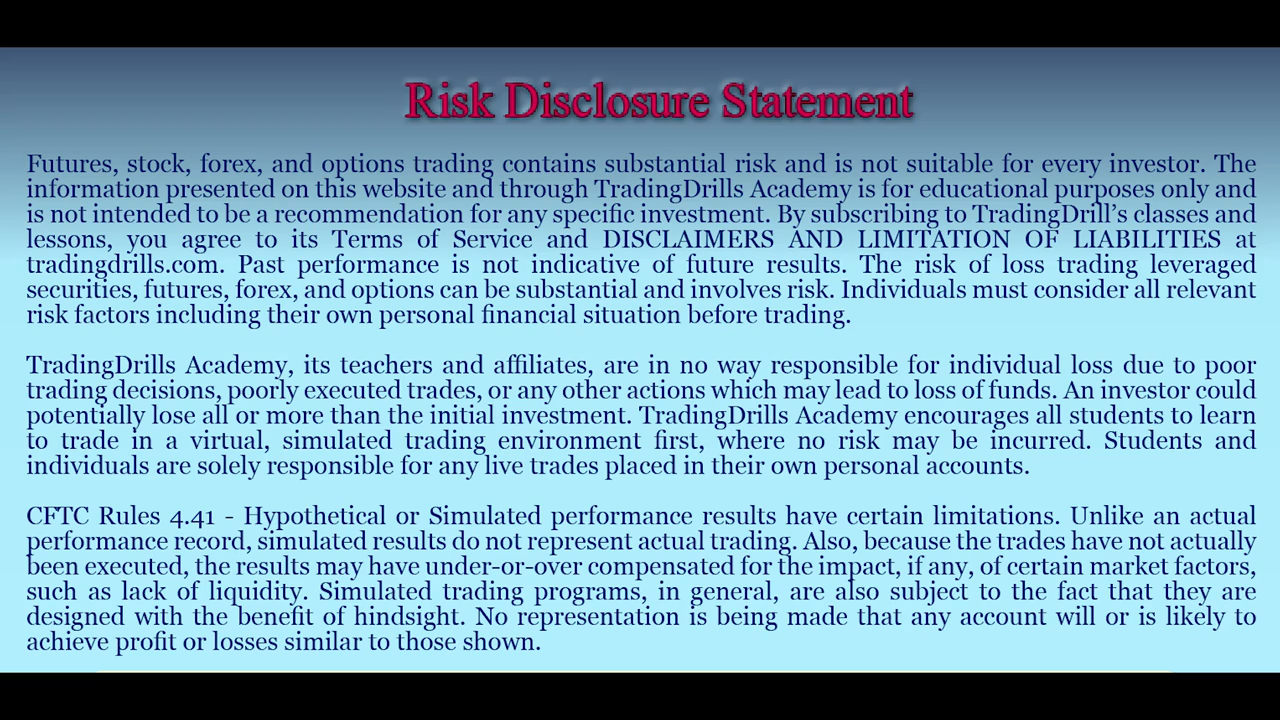 Risk Disclosure Statement
Futures, stock, forex, and options trading contains substantial risk and is not suitable for every investor. The
information presented on this website and through TradingDrills Academy is for educational purposes only and
is not intended to be a recommendation for any specific investment. By subscribing to TradingDrill’s classes and
lessons, you agree to its Terms of Service and DISCLAIMERS AND LIMITATION OF LIABILITIES at
tradingdrills.com. Past performance is not indicative of future results. The risk of loss trading leveraged
securities, futures, forex, and options can be substantial and involves risk. Individuals must consider all relevant
risk factors including their own personal financial situation before trading.
TradingDrills Academy, its teachers and affiliates, are in no way responsible for individual loss due to poor
trading decisions, poorly executed trades, or any other actions which may lead to loss of funds. An investor could
potentially lose all or more than the initial investment. TradingDrills Academy encourages all students to learn
to trade in a virtual, simulated trading environment first, where no risk may be incurred. Students and
individuals are solely responsible for any live trades placed in their own personal accounts.
CFTC Rules 4.41 - Hypothetical or Simulated performance results have certain limitations. Unlike an actual
performance record, simulated results do not represent actual trading. Also, because the trades have not actually
been executed, the results may have under-or-over compensated for the impact, if any, of certain market factors,
such as lack of liquidity. Simulated trading programs, in general, are also subject to the fact that they are
designed with the benefit of hindsight. No representation is being made that any account will or is likely to
achieve profit or losses similar to those shown.